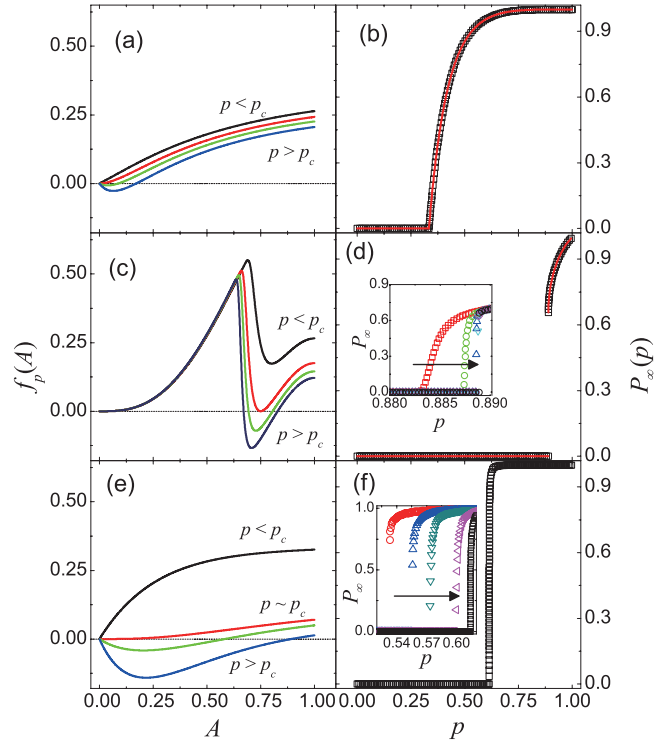 (a)
0.50
0.25
0.00
p < p_c
p > p_c
(b)
0.9
0.6
0.3
0.0
(c)
0.50
0.25
0.00
p < p_c
p > p_c
f_p(A)
(d)
0.9
0.6
0.3
0.0
P∞
0.880 0.885 0.890
p
0.9
0.6
0.3
0.0
P∞(p)
(e)
0.50
0.25
0.00
p < p_c
p ~ p_c
p > p_c
0.00 0.25 0.50 0.75 1.00
A
(f)
1.0
0.5
0.0
P∞
0.54 0.57 0.60
p
0.9
0.6
0.3
0.0
0.00 0.25 0.50 0.75 1.00
p